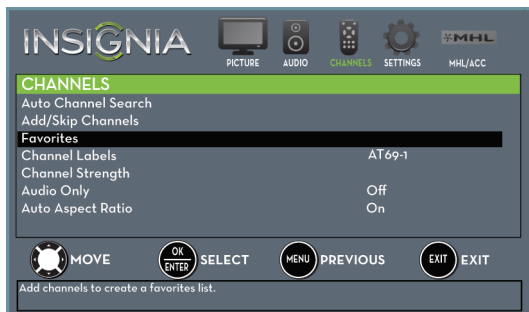 INSIGNIA
PICTURE AUDIO CHANNELS SETTINGS MHL/ACC
MHL
CHANNELS
Auto Channel Search
Add/Skip Channels
Favorites
Channel Labels AT69-1
Channel Strength
Audio Only Off
Auto Aspect Ratio On
MOVE OK ENTER SELECT MENU PREVIOUS EXIT EXIT
Add channels to create a favorites list.